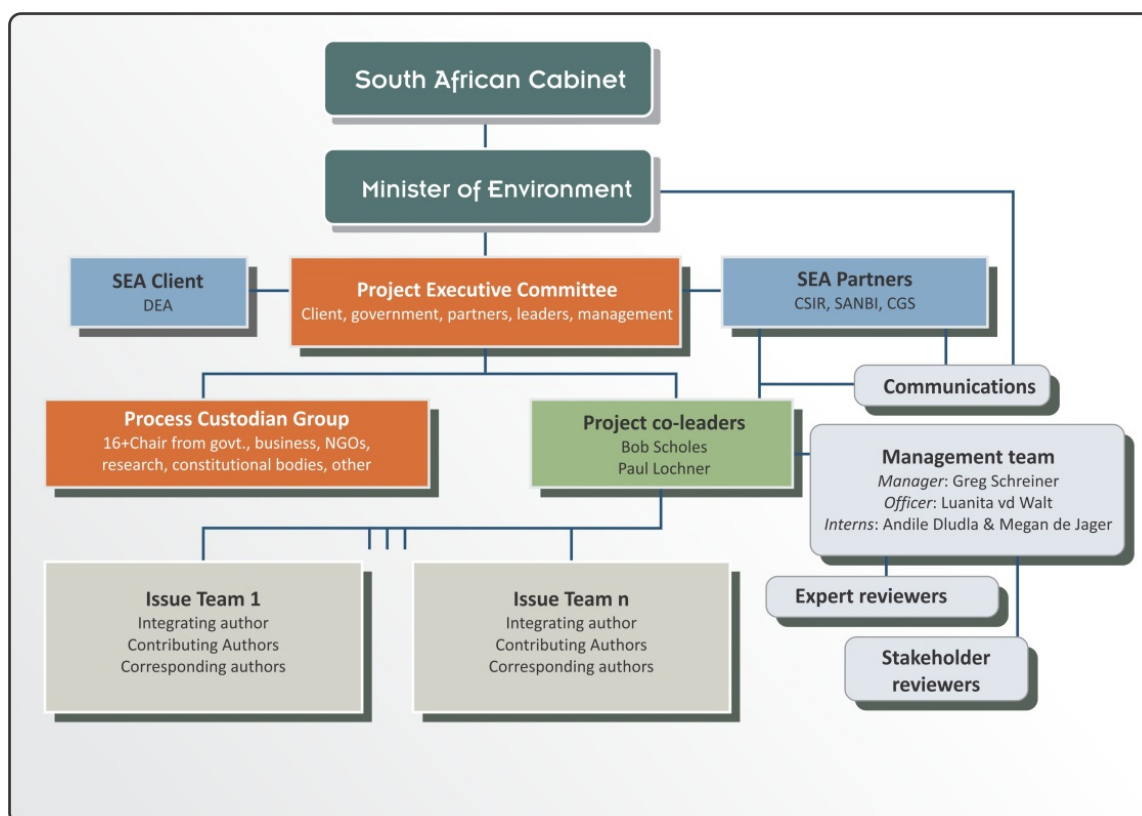 South African Cabinet
Minister of Environment
SEA Client
DEA
Project Executive Committee
Client, government, partners, leaders, management
SEA Partners
CSIR, SANBI, CGS
Communications
Process Custodian Group
16+Chair from govt., business, NGOs,
research, constitutional bodies, other
Project co-leaders
Bob Scholes
Paul Lochner
Management team
Manager: Greg Schreiner
Officer: Luanita vd Walt
Interns: Andile Dludla & Megan de Jager
Issue Team 1
Integrating author
Contributing Authors
Corresponding authors
Issue Team n
Integrating author
Contributing Authors
Corresponding authors
Expert reviewers
Stakeholder
reviewers